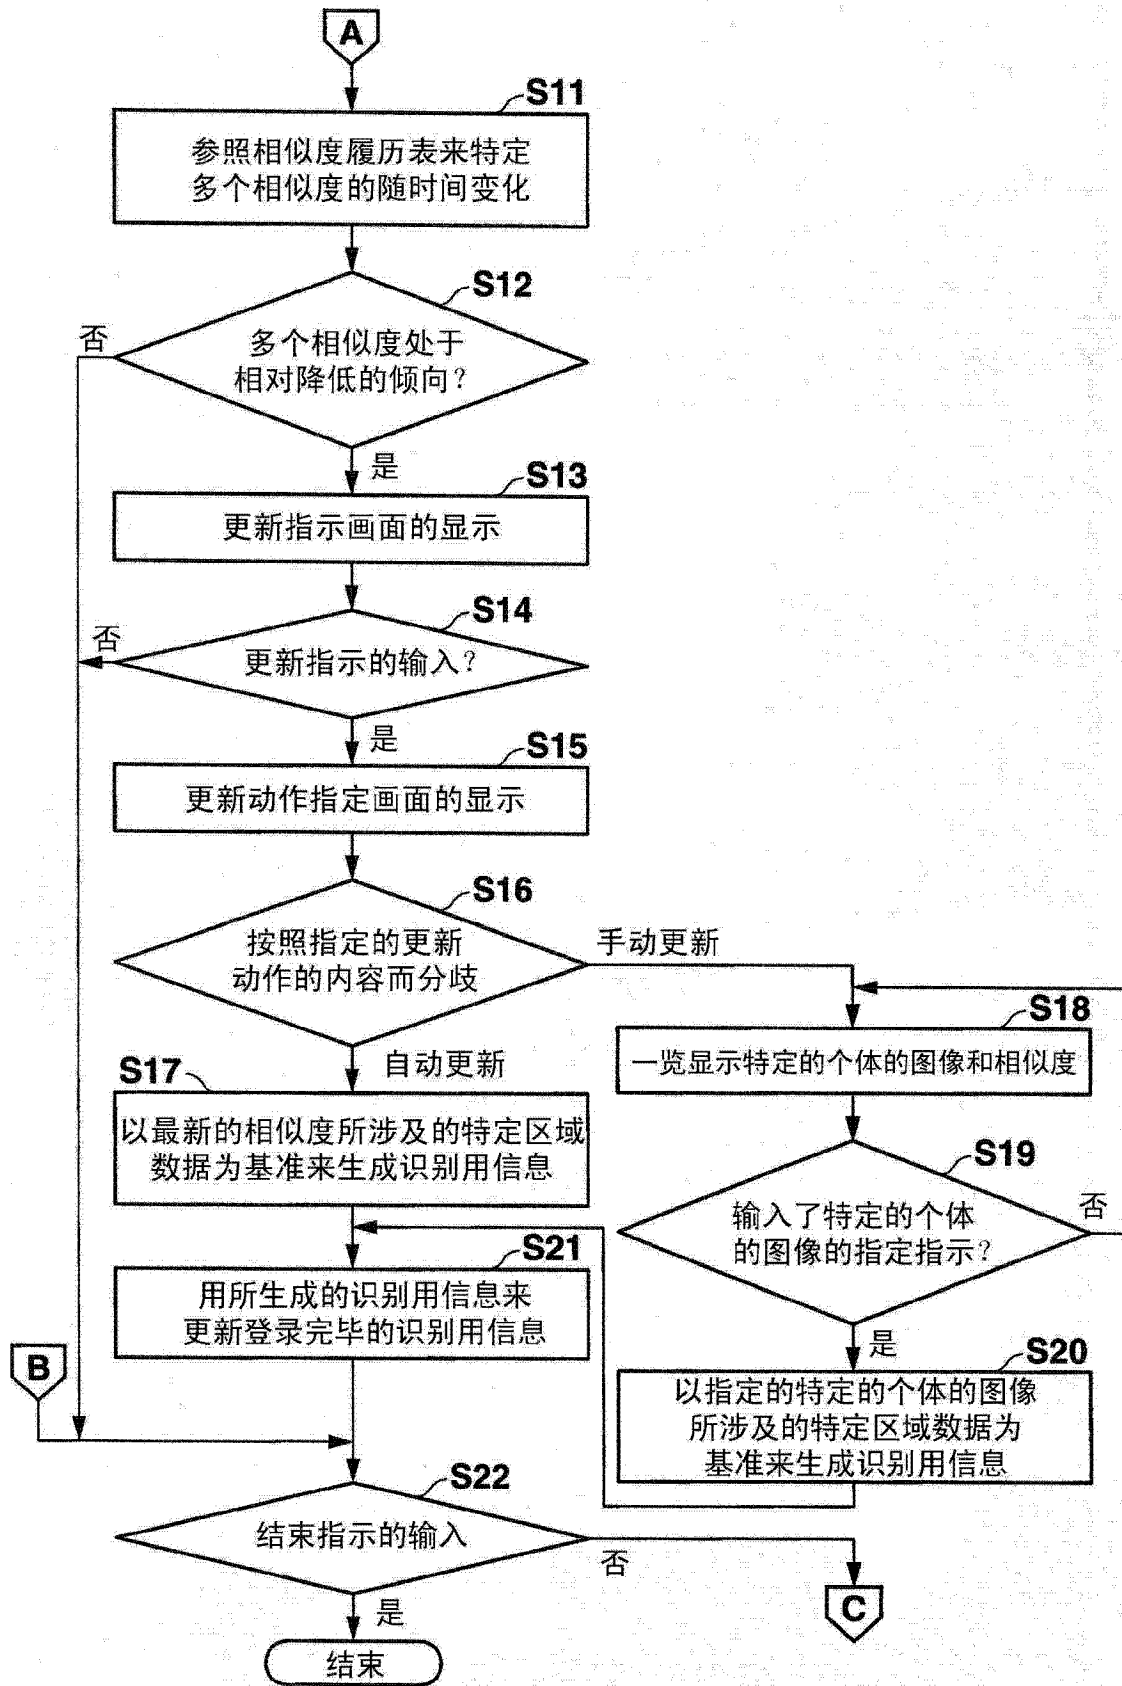 A
S11
参照相似度履历表来特定
多个相似度的随时间变化
S12
多个相似度处于
相对降低的倾向？
否
是
S13
更新指示画面的显示
S14
更新指示的输入？
否
是
S15
更新动作指定画面的显示
S16
按照指定的更新
动作的内容而分歧
手动更新
自动更新
S17
以最新的相似度所涉及的特定区域
数据为基准来生成识别用信息
S18
一览显示特定的个体的图像和相似度
S19
输入了特定的个体
的图像的指定指示？
否
是
S20
以指定的特定的个体的图像
所涉及的特定区域数据为
基准来生成识别用信息
S21
用所生成的识别用信息来
更新登录完毕的识别用信息
B
S22
结束指示的输入
否
C
是
结束